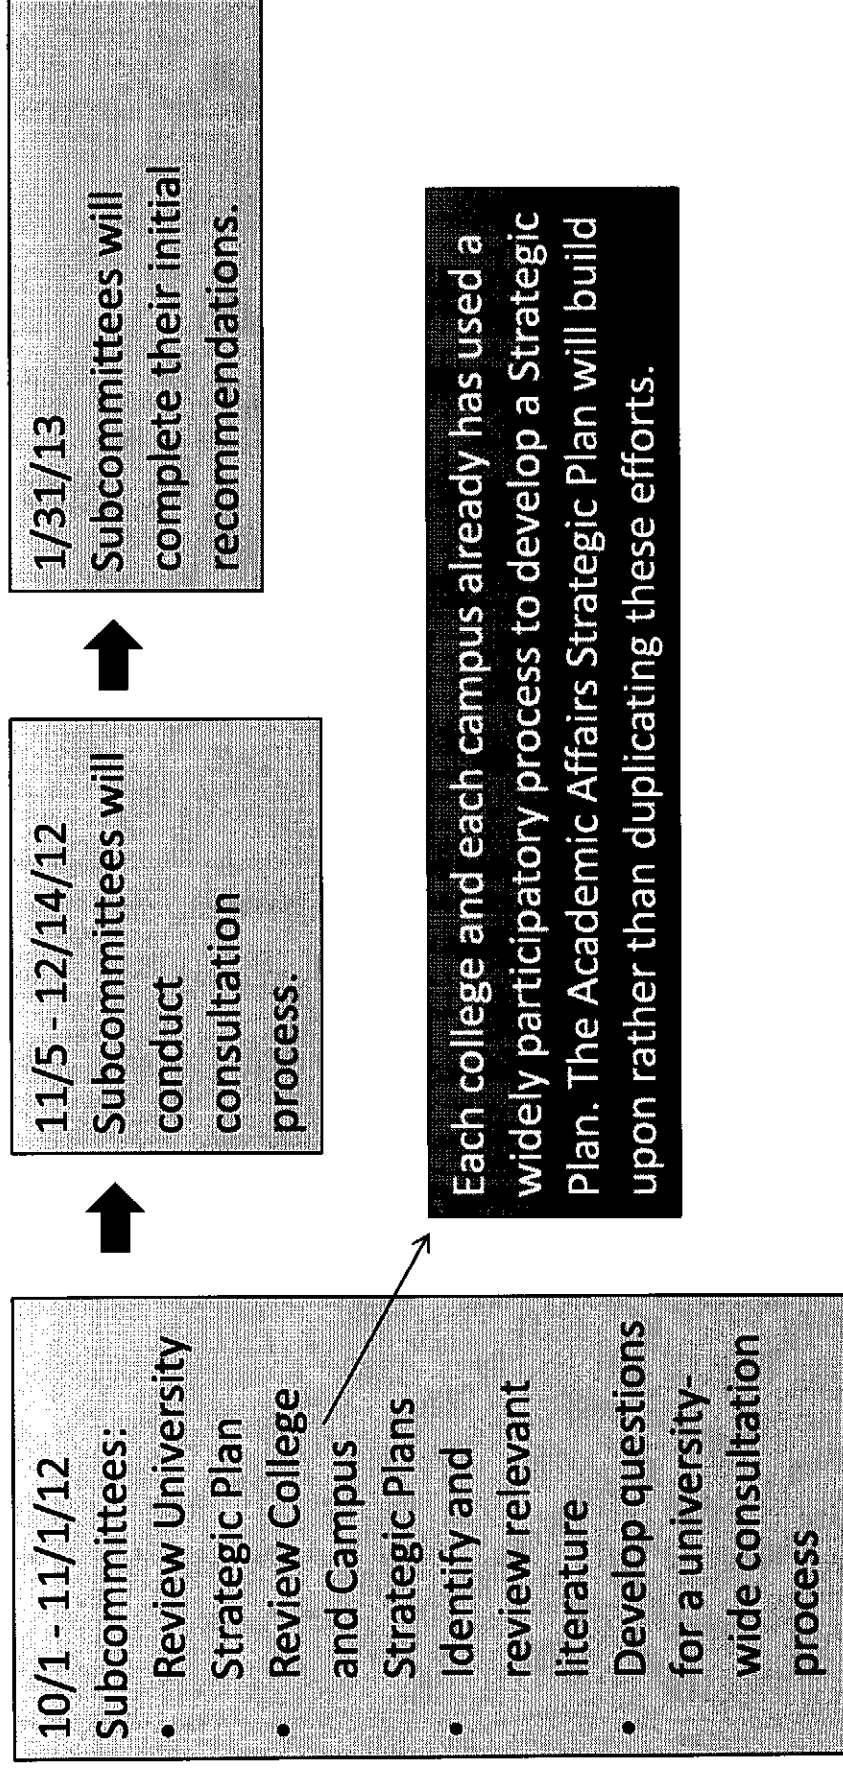 10/1 - 11/1/12
Subcommittees:
• Review University
Strategic Plan
• Review College
and Campus
Strategic Plans
• Identify and
review relevant
literature
• Develop questions
for a university-
wide consultation
process
11/5 - 12/14/12
Subcommittees will
conduct
consultation
process.
1/31/13
Subcommittees will
complete their initial
recommendations.
Each college and each campus already has used a
widely participatory process to develop a Strategic
Plan. The Academic Affairs Strategic Plan will build
upon rather than duplicating these efforts.